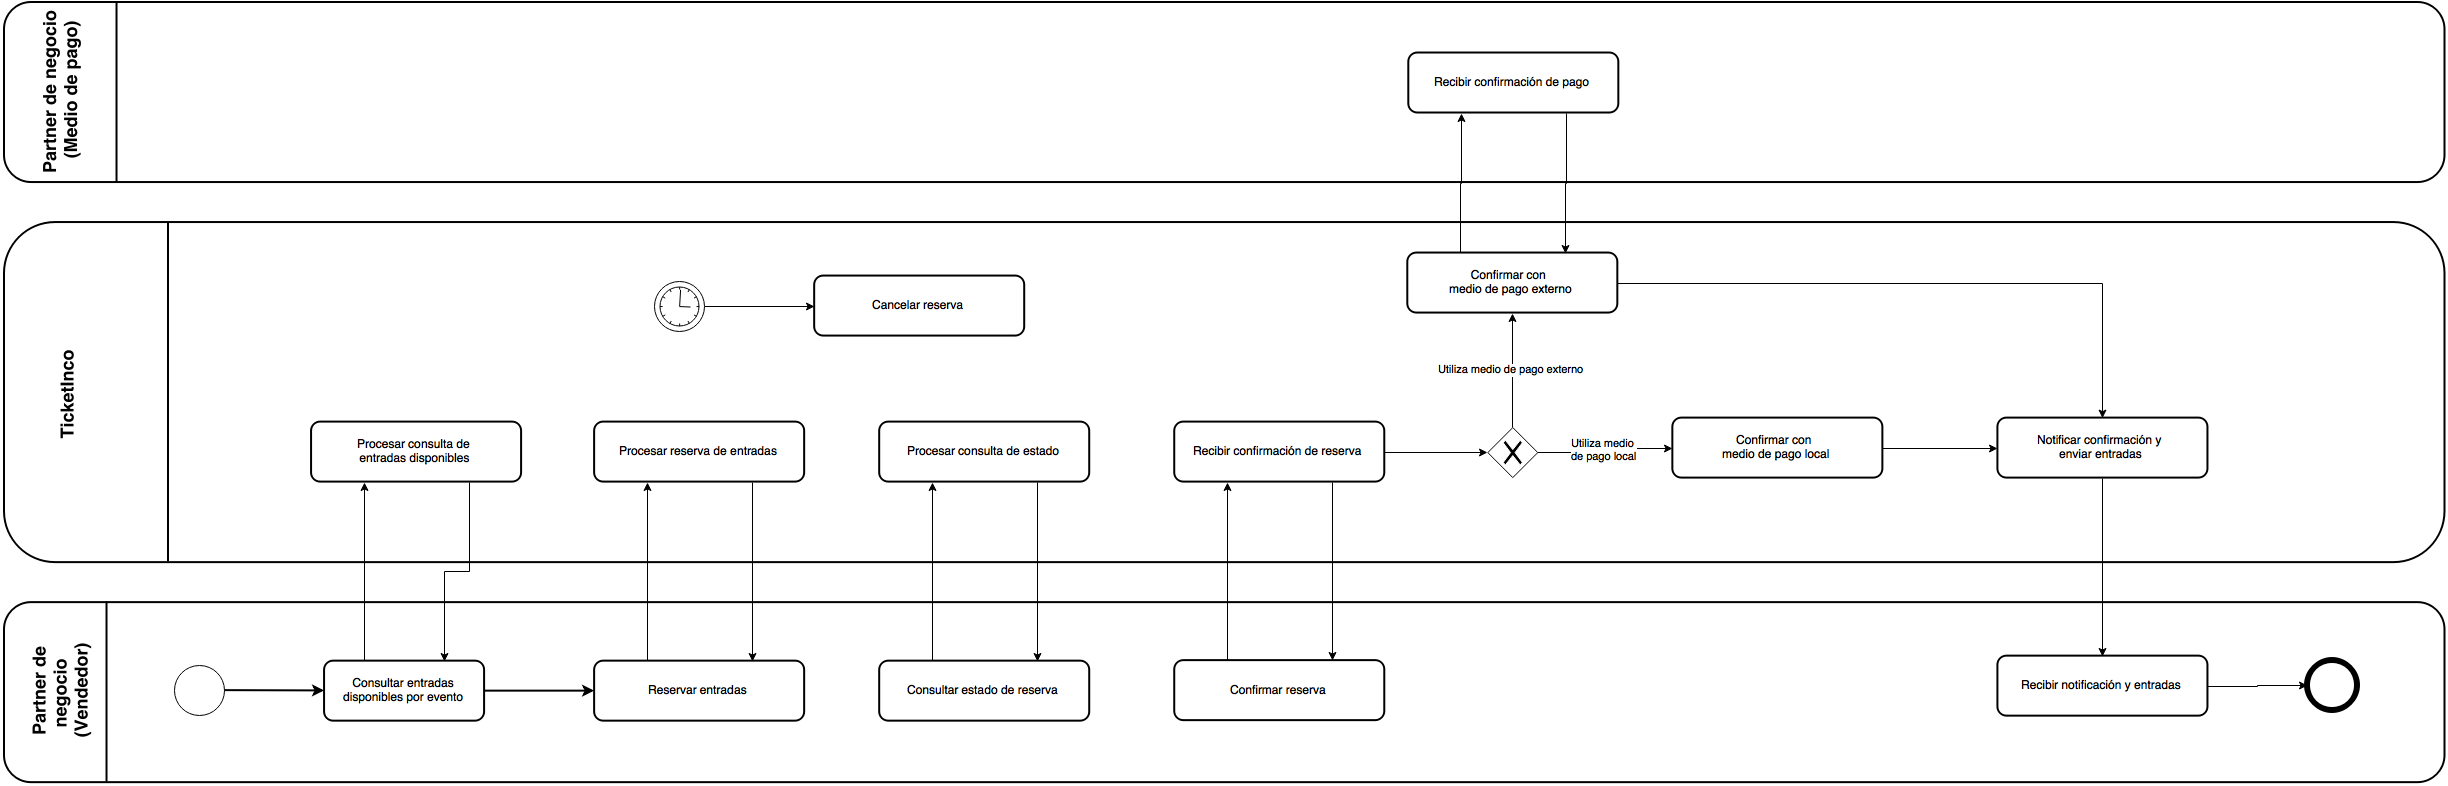 Partner de negocio
(Medio de pago)
Recibir confirmación de pago
TicketInco
Cancelar reserva
Confirmar con
medio de pago externo
Utiliza medio de pago externo
Procesar consulta de
entradas disponibles
Procesar reserva de entradas
Procesar consulta de estado
Recibir confirmación de reserva
Utiliza medio
de pago local
Confirmar con
medio de pago local
Notificar confirmación y
enviar entradas
Partner de
negocio
(Vendedor)
Consultar entradas
disponibles por evento
Reservar entradas
Consultar estado de reserva
Confirmar reserva
Recibir notificación y entradas